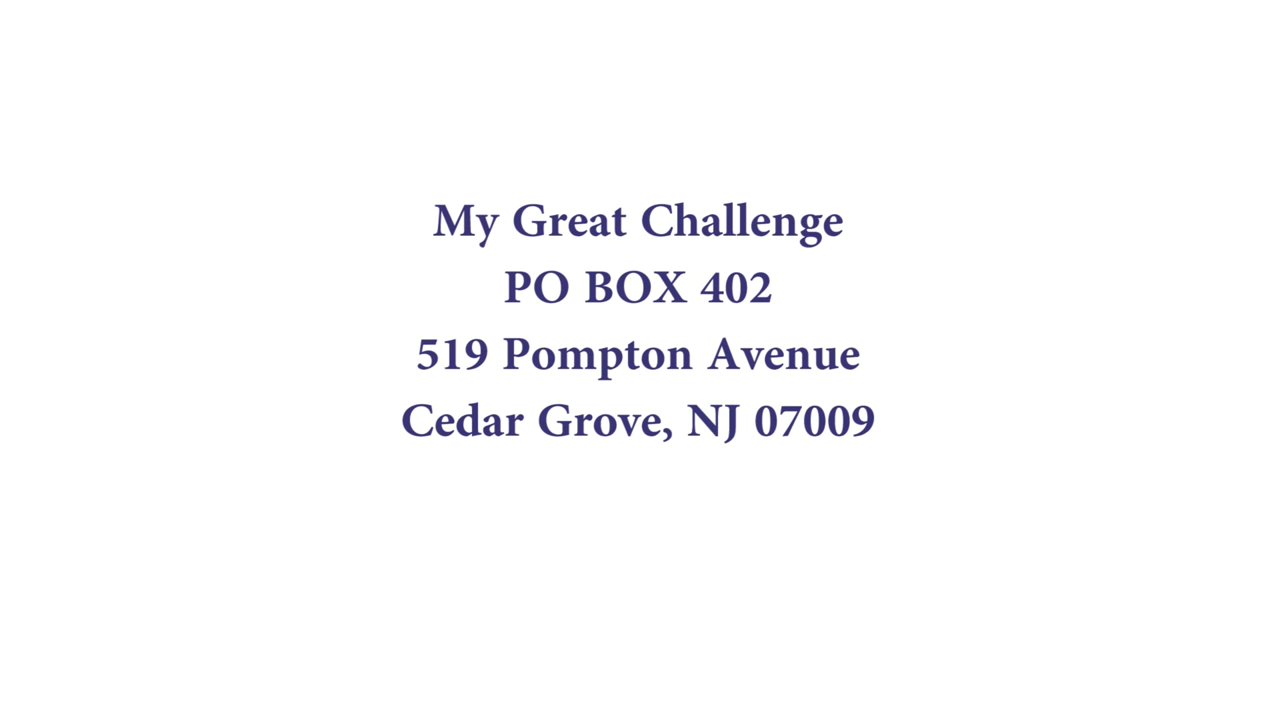 My Great Challenge
PO BOX 402
519 Pompton Avenue
Cedar Grove, NJ 07009